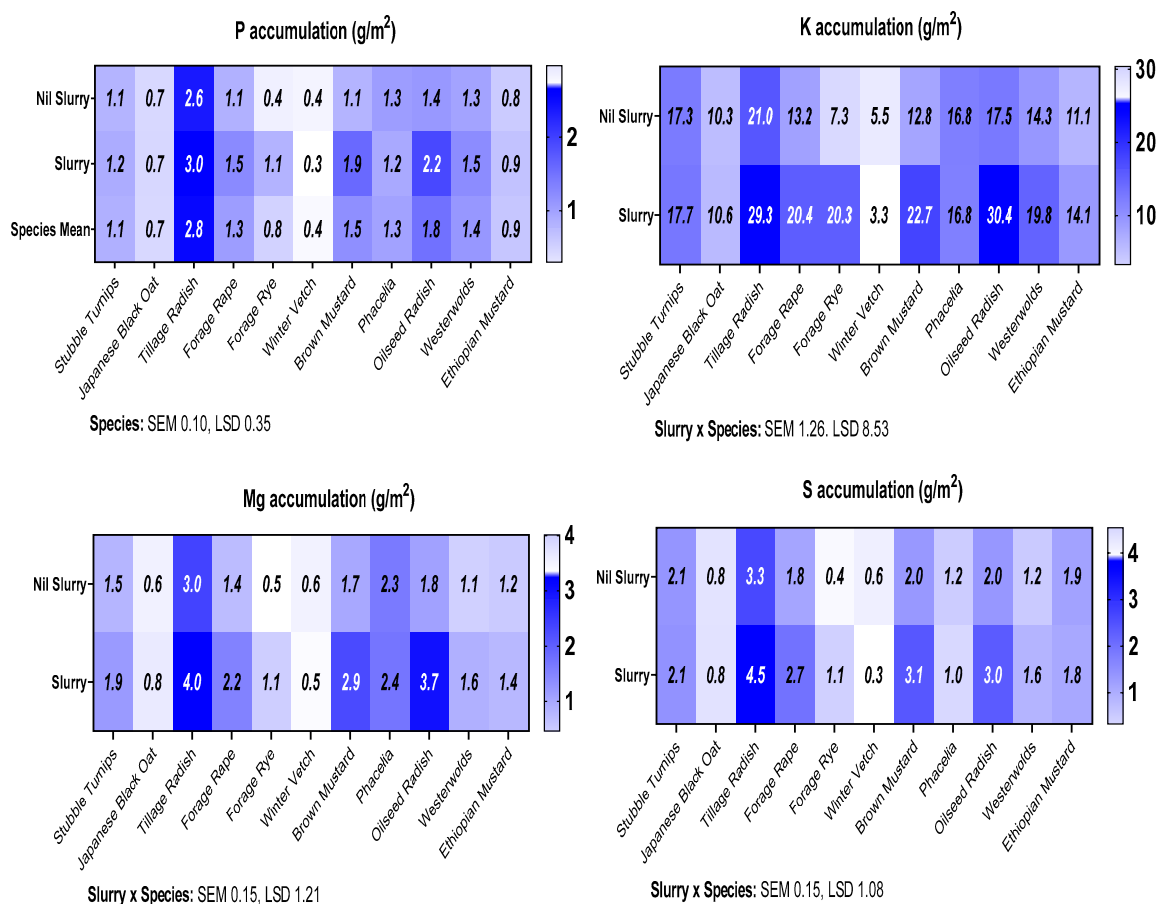 P accumulation (g/m²)
Nil Slurry 1.1 0.7 2.6 1.1 0.4 0.4 1.1 1.3 1.4 1.3 0.8
Slurry 1.2 0.7 3.0 1.5 1.1 0.3 1.9 1.2 2.2 1.5 0.9
Species Mean 1.1 0.7 2.8 1.3 0.8 0.4 1.5 1.3 1.8 1.4 0.9
2
1
Stubble Turnips
Japanese Black Oat
Tillage Radish
Forage Rape
Forage Rye
Winter Vetch
Brown Mustard
Phacelia
Oilseed Radish
Westerwolds
Ethiopian Mustard
Species: SEM 0.10, LSD 0.35
K accumulation (g/m²)
Nil Slurry 17.3 10.3 21.0 13.2 7.3 5.5 12.8 16.8 17.5 14.3 11.1
Slurry 17.7 10.6 29.3 20.4 20.3 3.3 22.7 16.8 30.4 19.8 14.1
30
20
10
Stubble Turnips
Japanese Black Oat
Tillage Radish
Forage Rape
Forage Rye
Winter Vetch
Brown Mustard
Phacelia
Oilseed Radish
Westerwolds
Ethiopian Mustard
Slurry x Species: SEM 1.26. LSD 8.53
Mg accumulation (g/m²)
Nil Slurry 1.5 0.6 3.0 1.4 0.5 0.6 1.7 2.3 1.8 1.1 1.2
Slurry 1.9 0.8 4.0 2.2 1.1 0.5 2.9 2.4 3.7 1.6 1.4
4
3
2
1
Stubble Turnips
Japanese Black Oat
Tillage Radish
Forage Rape
Forage Rye
Winter Vetch
Brown Mustard
Phacelia
Oilseed Radish
Westerwolds
Ethiopian Mustard
Slurry x Species: SEM 0.15, LSD 1.21
S accumulation (g/m²)
Nil Slurry 2.1 0.8 3.3 1.8 0.4 0.6 2.0 1.2 2.0 1.2 1.9
Slurry 2.1 0.8 4.5 2.7 1.1 0.3 3.1 1.0 3.0 1.6 1.8
4
3
2
1
Stubble Turnips
Japanese Black Oat
Tillage Radish
Forage Rape
Forage Rye
Winter Vetch
Brown Mustard
Phacelia
Oilseed Radish
Westerwolds
Ethiopian Mustard
Slurry x Species: SEM 0.15, LSD 1.08